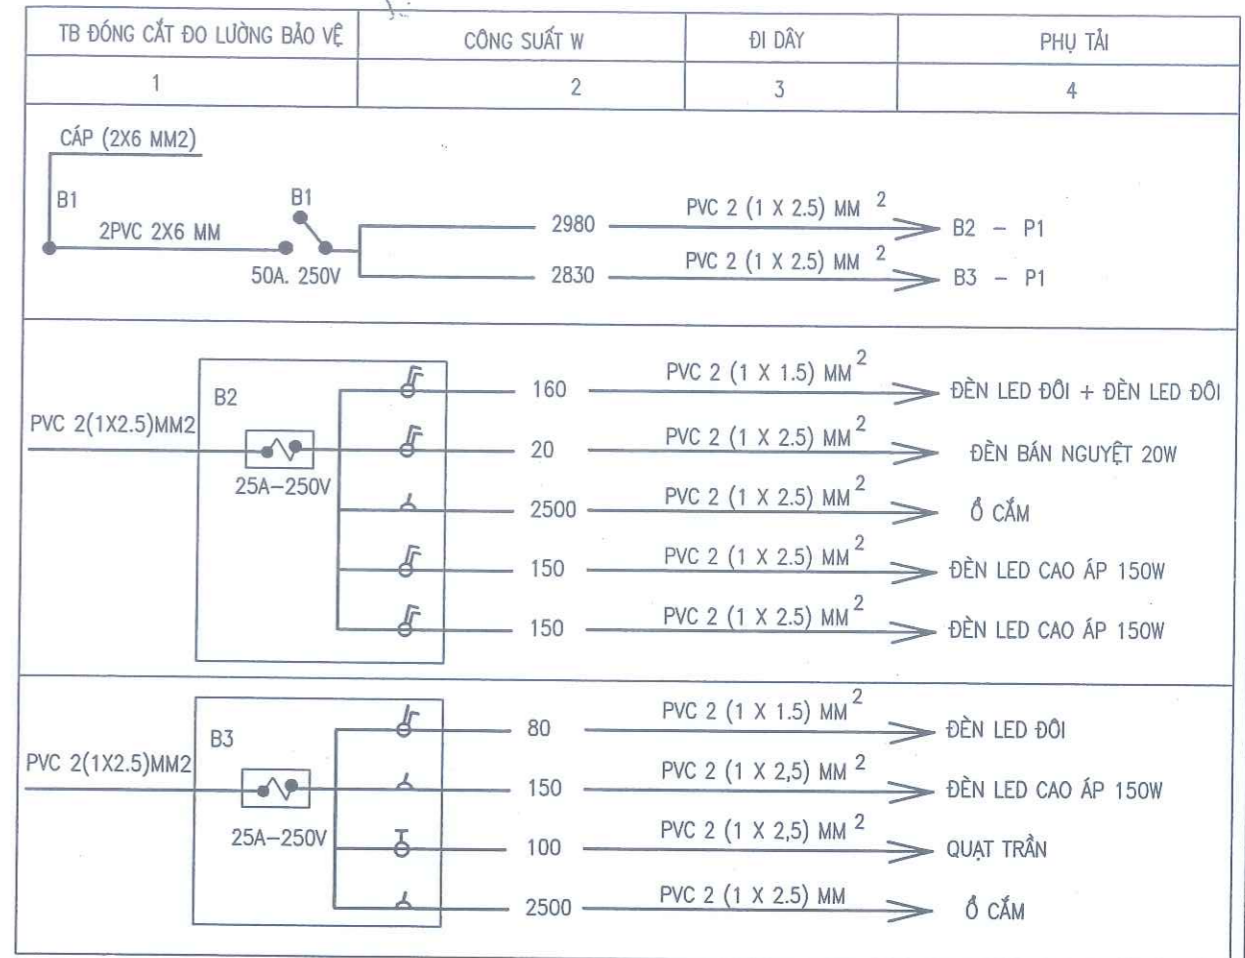 TB ĐÓNG CẮT ĐO LƯỜNG BẢO VỆ CÔNG SUẤT W ĐI DÂY PHỤ TẢI
1 2 3 4
CÁP (2X6 MM2)
B1 B1
2PVC 2X6 MM
50A. 250V
2980 PVC 2 (1 X 2.5) MM 2 B2 – P1
2830 PVC 2 (1 X 2.5) MM 2 B3 – P1
PVC 2(1X2.5)MM2
B2
25A–250V
160 PVC 2 (1 X 1.5) MM 2 ĐÈN LED ĐÔI + ĐÈN LED ĐÔI
20 PVC 2 (1 X 2.5) MM 2 ĐÈN BÁN NGUYỆT 20W
2500 PVC 2 (1 X 2.5) MM 2 Ổ CẮM
150 PVC 2 (1 X 2.5) MM 2 ĐÈN LED CAO ÁP 150W
150 PVC 2 (1 X 2.5) MM 2 ĐÈN LED CAO ÁP 150W
PVC 2(1X2.5)MM2
B3
25A–250V
80 PVC 2 (1 X 1.5) MM 2 ĐÈN LED ĐÔI
150 PVC 2 (1 X 2,5) MM 2 ĐÈN LED CAO ÁP 150W
100 PVC 2 (1 X 2,5) MM 2 QUẠT TRẦN
2500 PVC 2 (1 X 2.5) MM Ổ CẮM